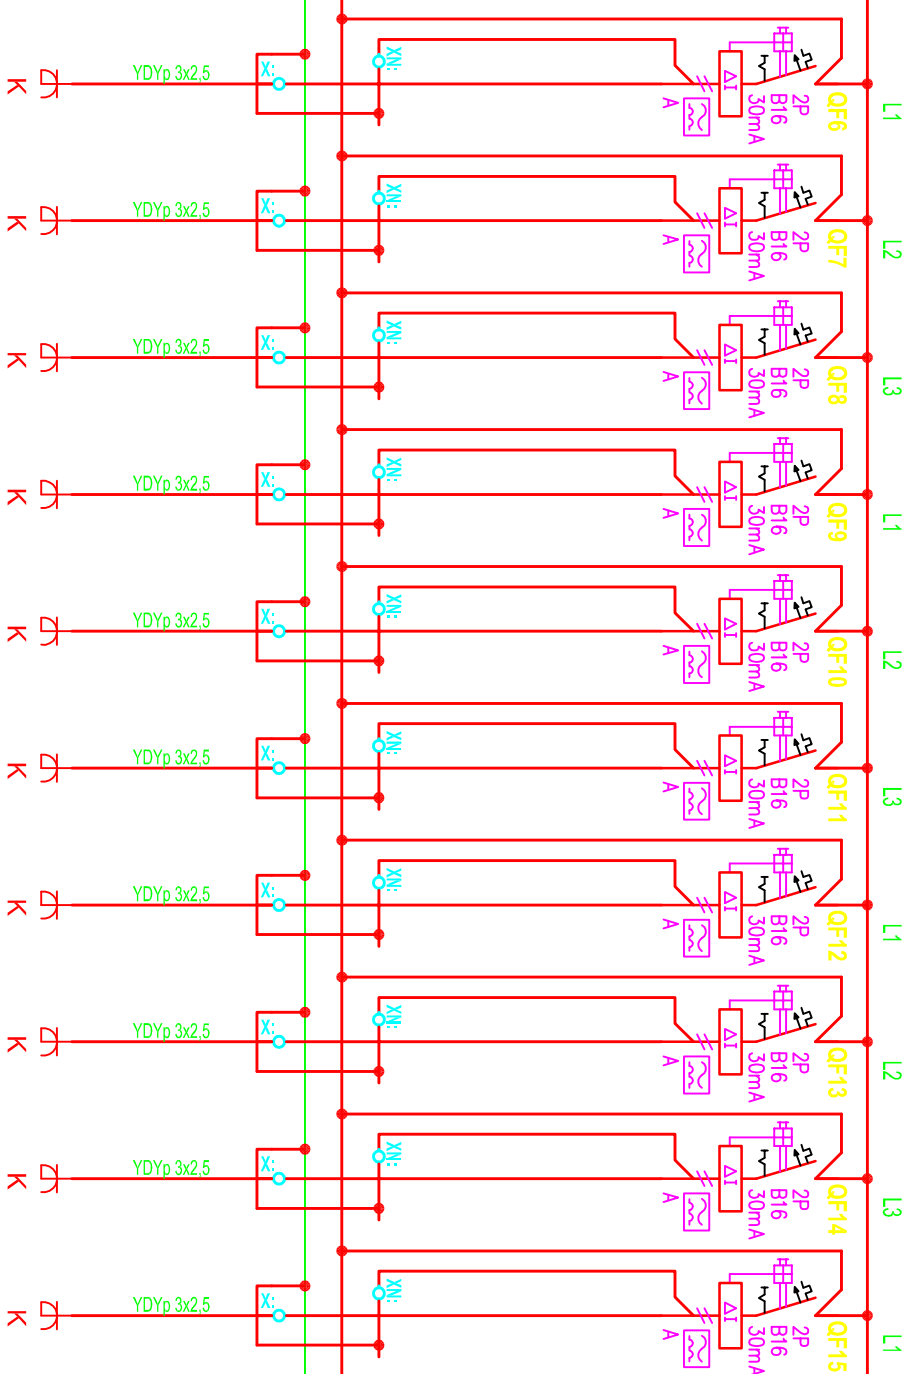 L1
QF6
2P
B16
30mA
ΔI
A
XN:
X:
YDYp 3x2,5
K
L2
QF7
2P
B16
30mA
ΔI
A
XN:
X:
YDYp 3x2,5
K
L3
QF8
2P
B16
30mA
ΔI
A
XN:
X:
YDYp 3x2,5
K
L1
QF9
2P
B16
30mA
ΔI
A
XN:
X:
YDYp 3x2,5
K
L2
QF10
2P
B16
30mA
ΔI
A
XN:
X:
YDYp 3x2,5
K
L3
QF11
2P
B16
30mA
ΔI
A
XN:
X:
YDYp 3x2,5
K
L1
QF12
2P
B16
30mA
ΔI
A
XN:
X:
YDYp 3x2,5
K
L2
QF13
2P
B16
30mA
ΔI
A
XN:
X:
YDYp 3x2,5
K
L3
QF14
2P
B16
30mA
ΔI
A
XN:
X:
YDYp 3x2,5
K
L1
QF15
2P
B16
30mA
ΔI
A
XN:
X:
YDYp 3x2,5
K